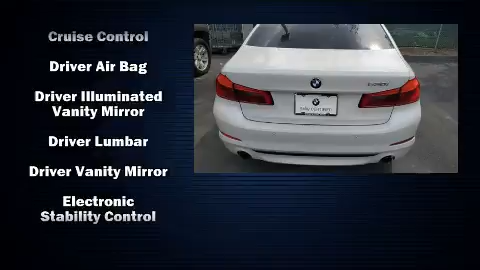 Cruise Control
Driver Air Bag
Driver Illuminated
Vanity Mirror
Driver Lumbar
Driver Vanity Mirror
Electronic
Stability Control